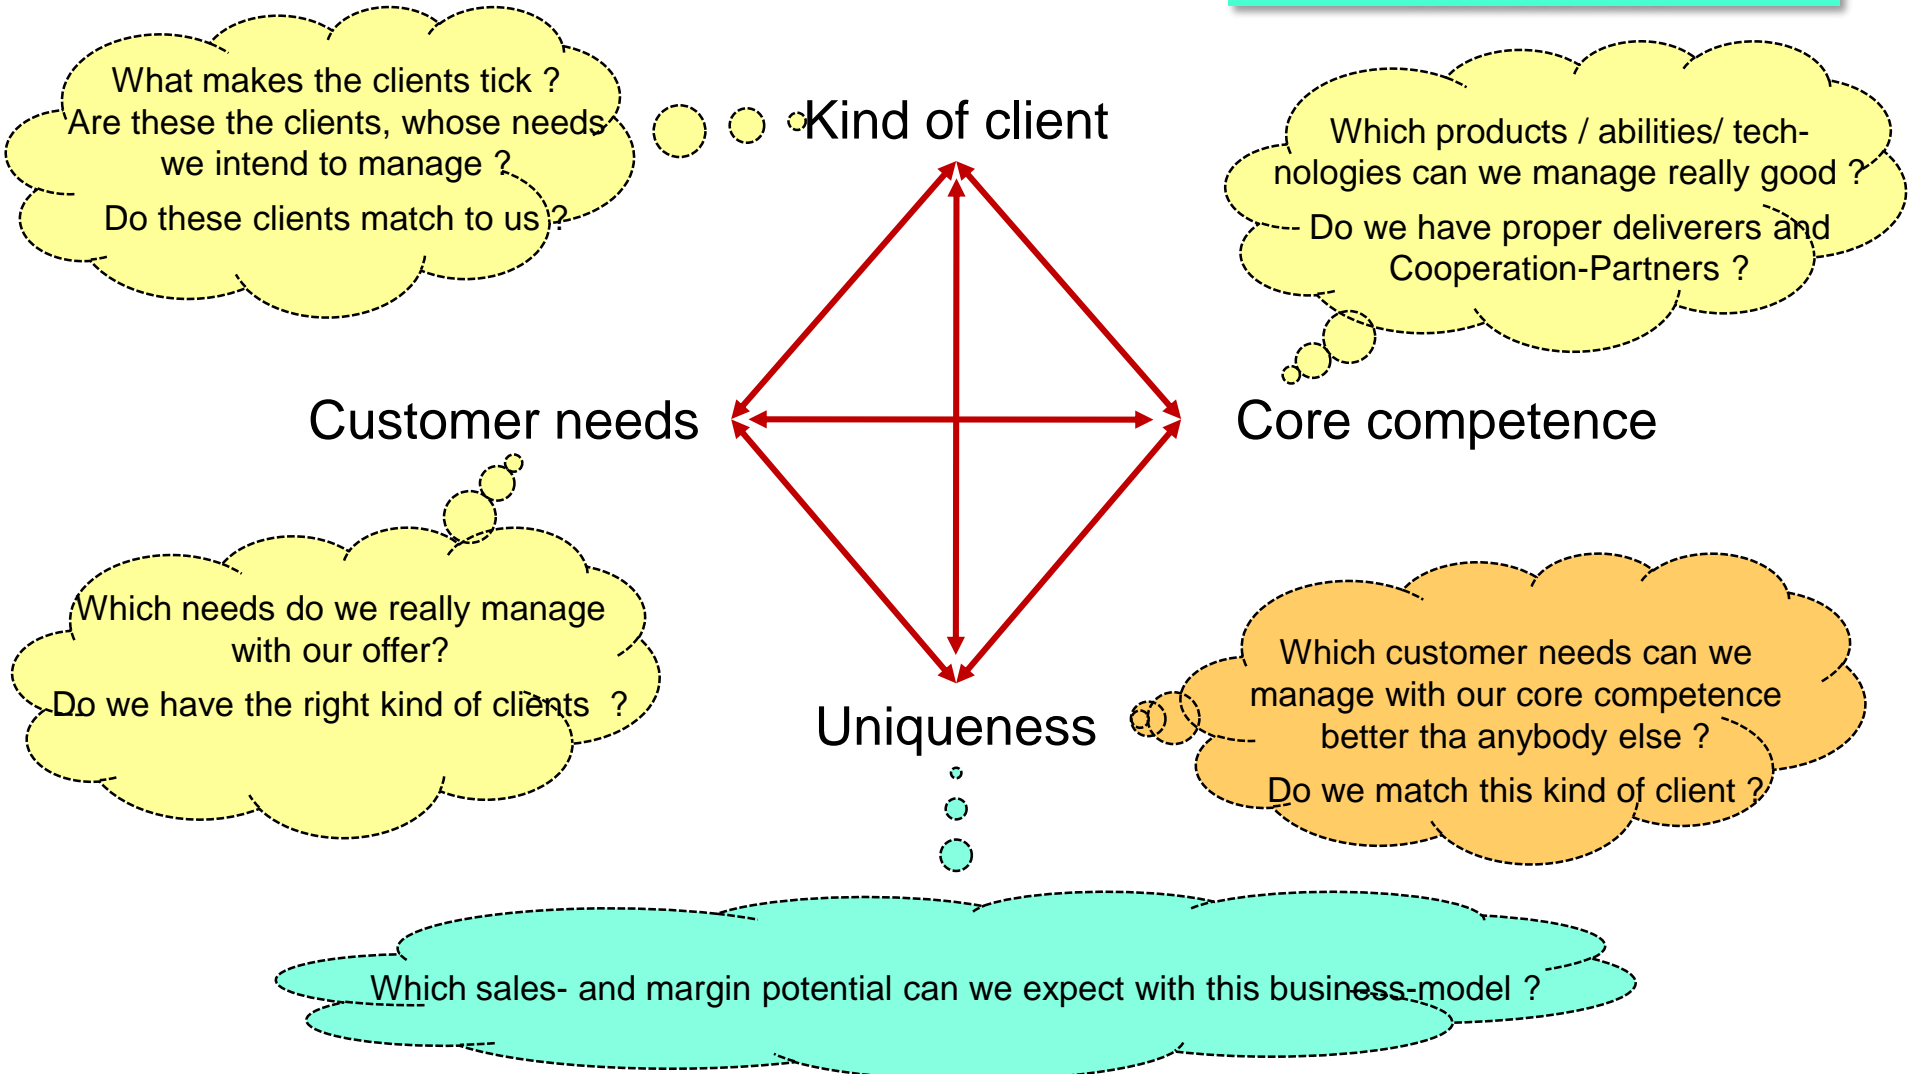 What makes the clients tick ?
Are these the clients, whose needs
we intend to manage ?
Do these clients match to us ?
Kind of client
Which products / abilities/ tech-
nologies can we manage really good ?
Do we have proper deliverers and
Cooperation-Partners ?
Customer needs
Core competence
Which needs do we really manage
with our offer?
Do we have the right kind of clients ?
Uniqueness
Which customer needs can we
manage with our core competence
better tha anybody else ?
Do we match this kind of client ?
Which sales- and margin potential can we expect with this business-model ?